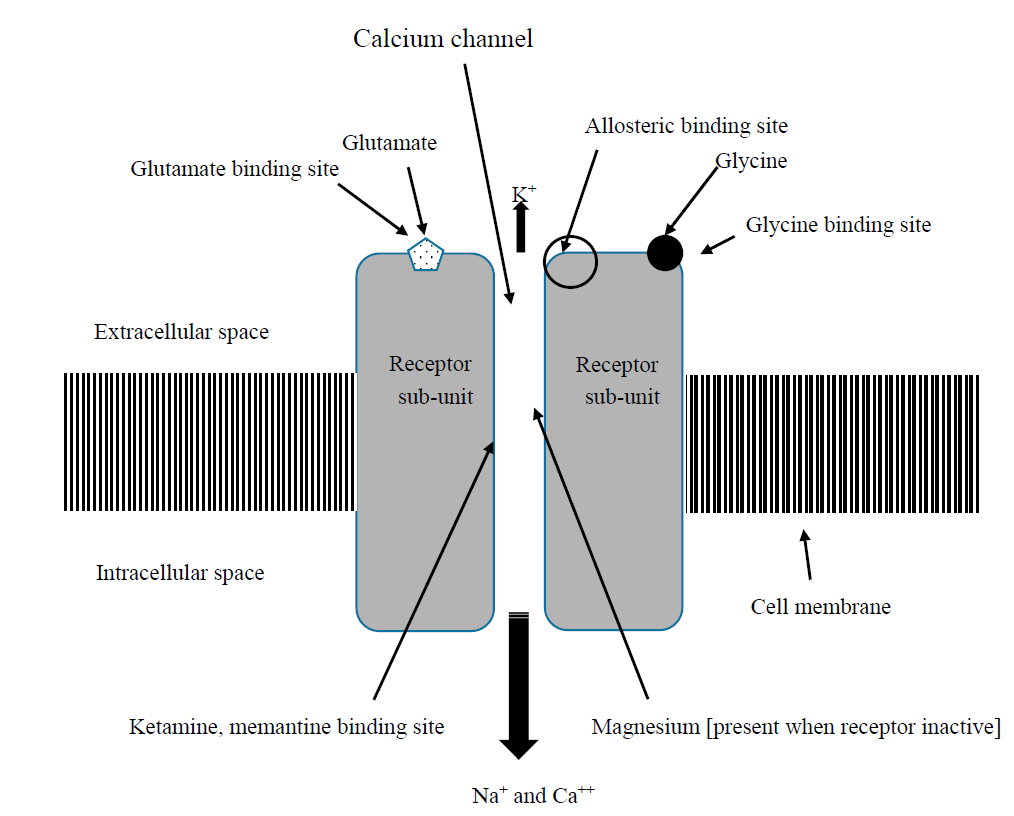 Calcium channel
Allosteric binding site
Glutamate
Glycine
Glutamate binding site
K+
Glycine binding site
Extracellular space
Receptor
sub-unit
Receptor
sub-unit
Intracellular space
Cell membrane
Ketamine, memantine binding site
Magnesium [present when receptor inactive]
Na+ and Ca++